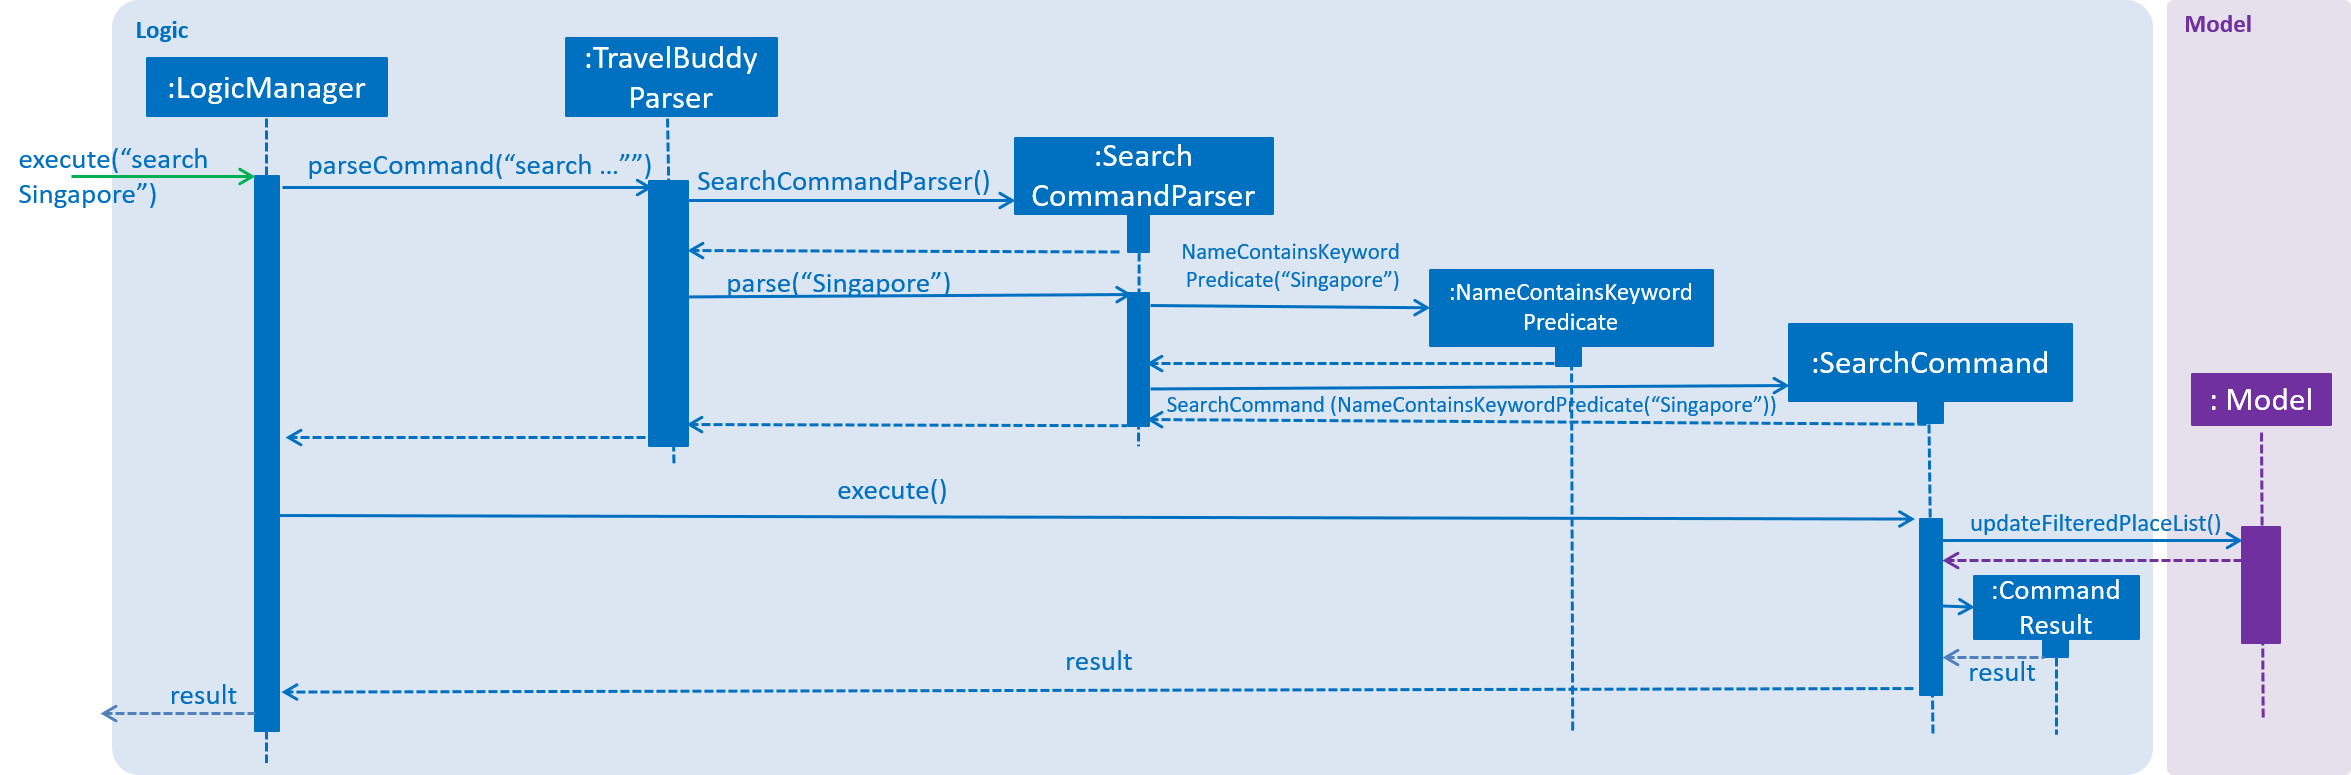 Logic
Model
:LogicManager
:TravelBuddy
Parser
:Search
CommandParser
execute(“search
Singapore”)
parseCommand(“search ...””)
SearchCommandParser()
NameContainsKeyword
Predicate(“Singapore”)
parse(“Singapore”)
:NameContainsKeyword
Predicate
:SearchCommand
: Model
SearchCommand (NameContainsKeywordPredicate(“Singapore”))
execute()
updateFilteredPlaceList()
:Command
Result
result
result
result